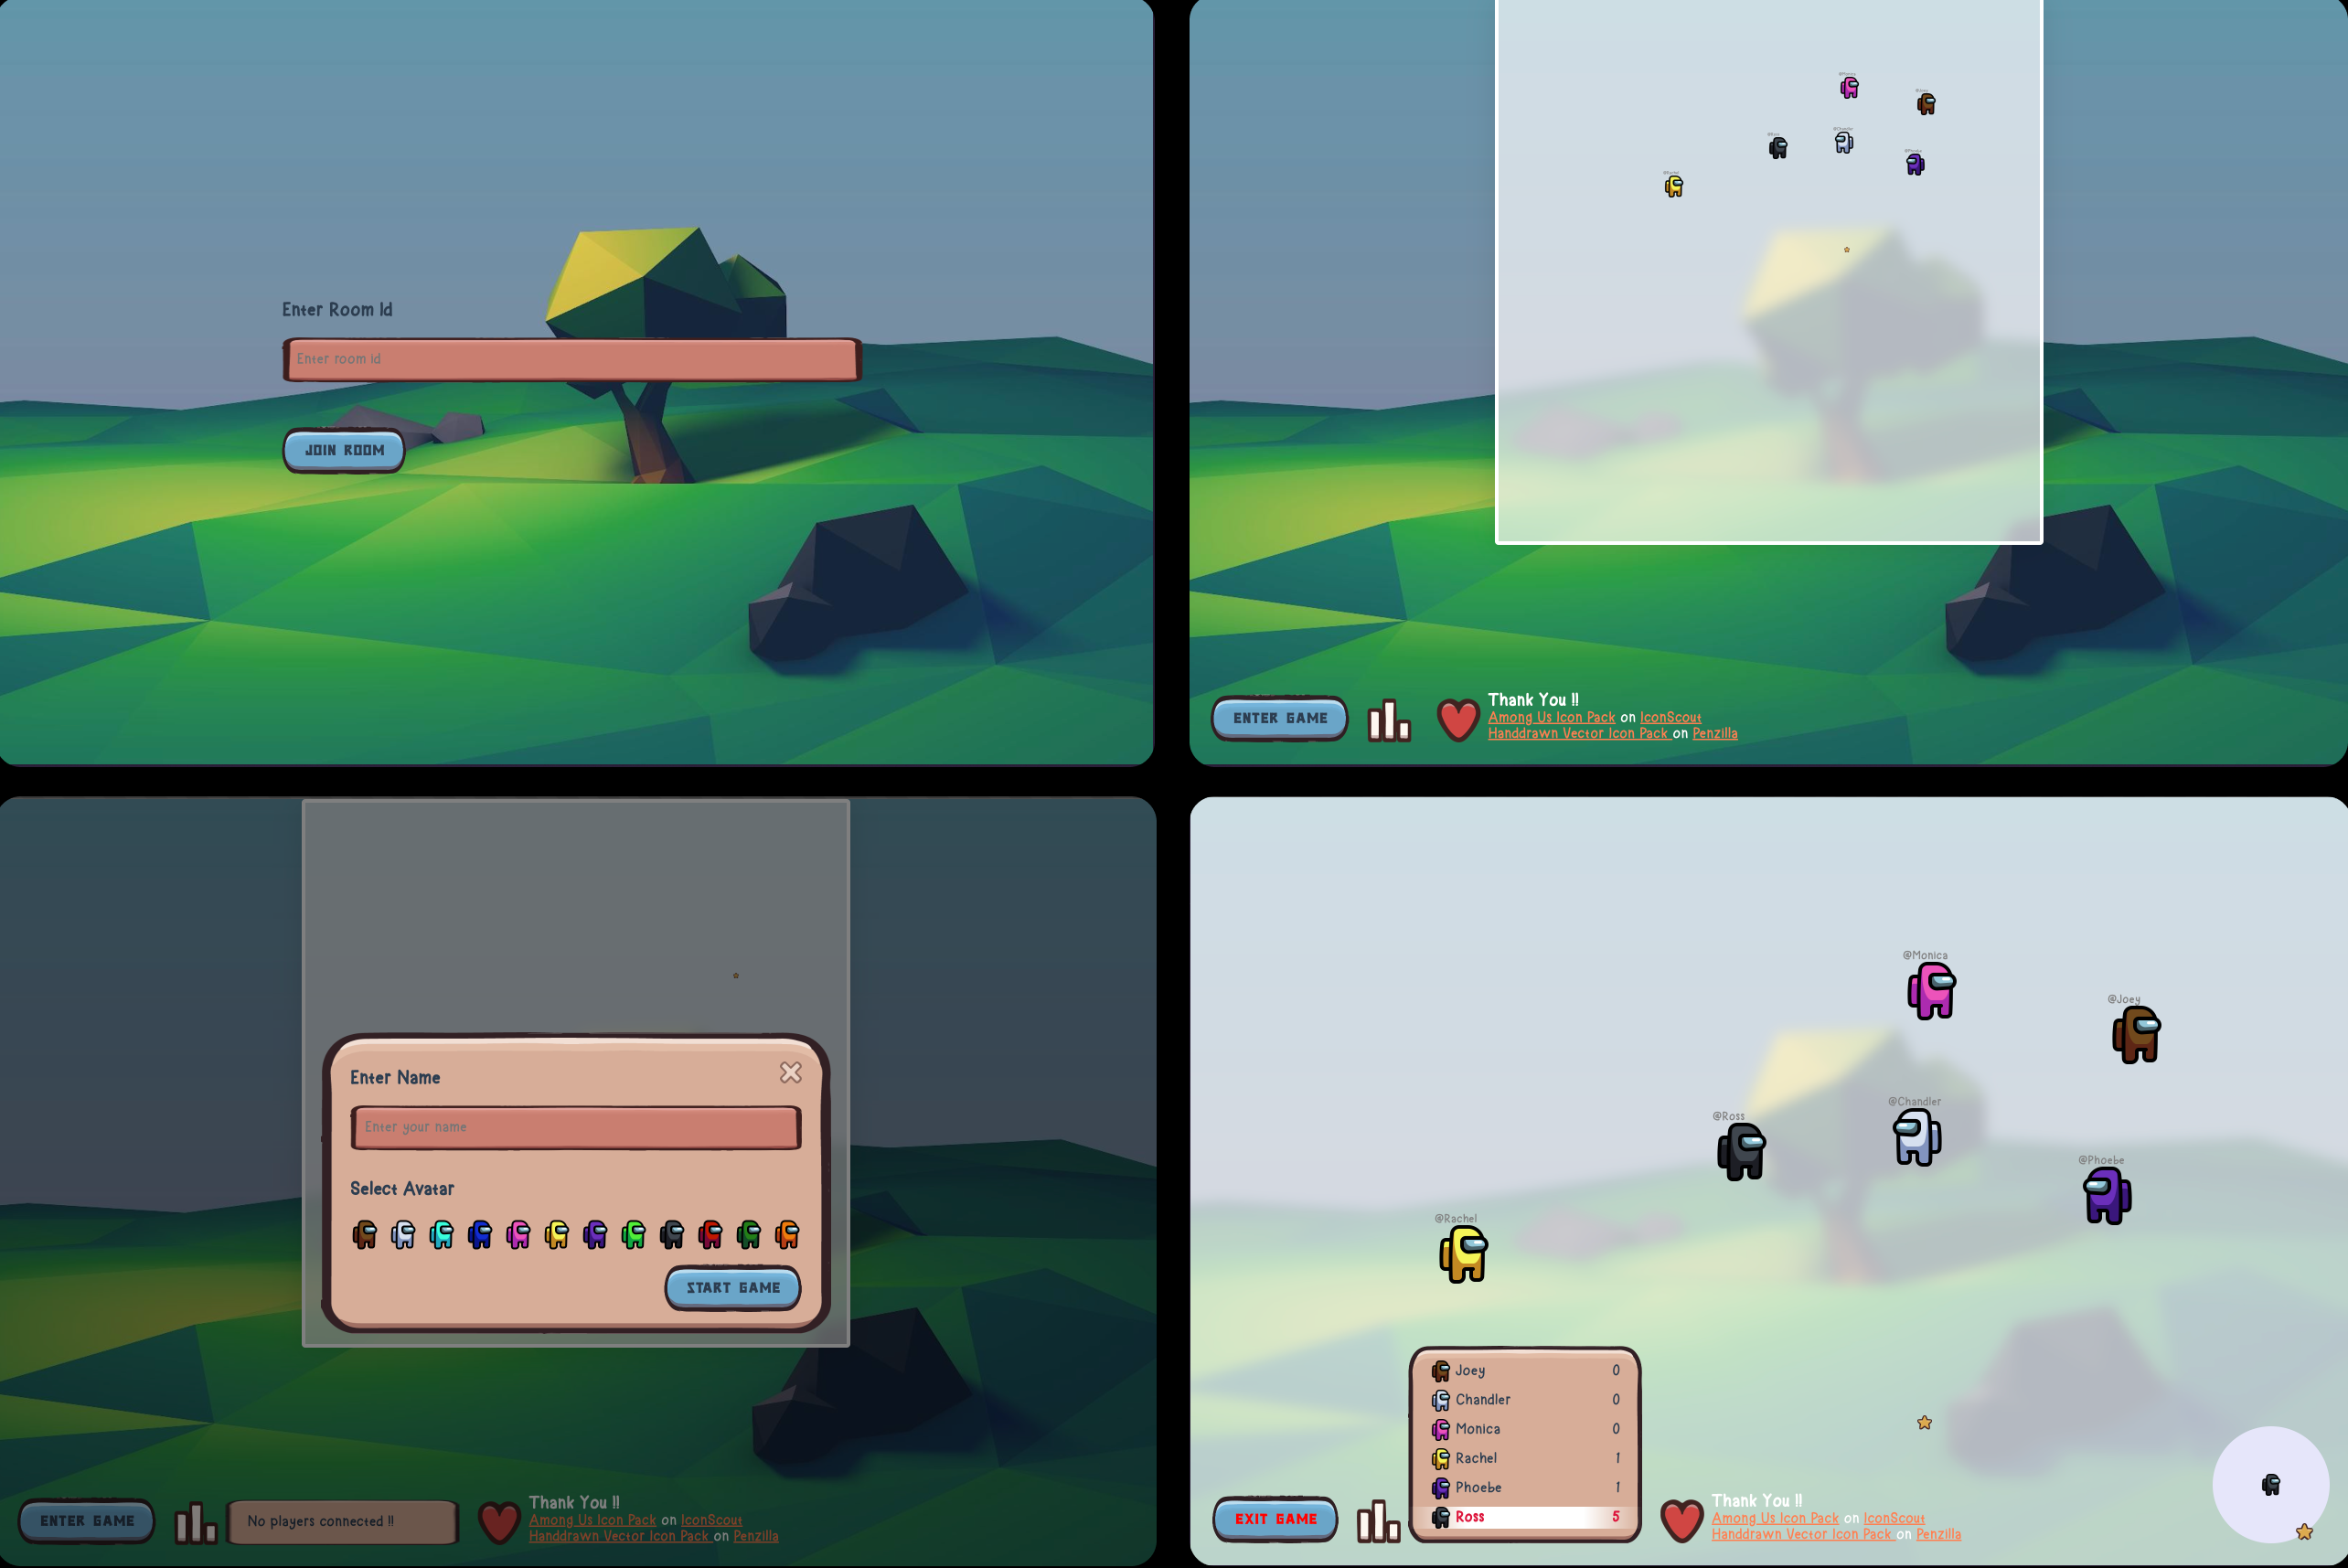 Enter Room Id
Enter room id
JOIN ROOM
@Chandler
ENTER GAME
Thank You !!
Among Us Icon Pack on IconScout
Handdrawn Vector Icon Pack on Penzilla
Enter Name
Enter your name
Select Avatar
START GAME
ENTER GAME
No players connected !!
Thank You !!
Among Us Icon Pack on IconScout
Handdrawn Vector Icon Pack on Penzilla
@Monica
@Joey
@Chandler
@Ross
@Phoebe
@Rachel
Joey 0
Chandler 0
Monica 0
Rachel 1
Phoebe 1
Ross 5
EXIT GAME
Thank You !!
Among Us Icon Pack on IconScout
Handdrawn Vector Icon Pack on Penzilla